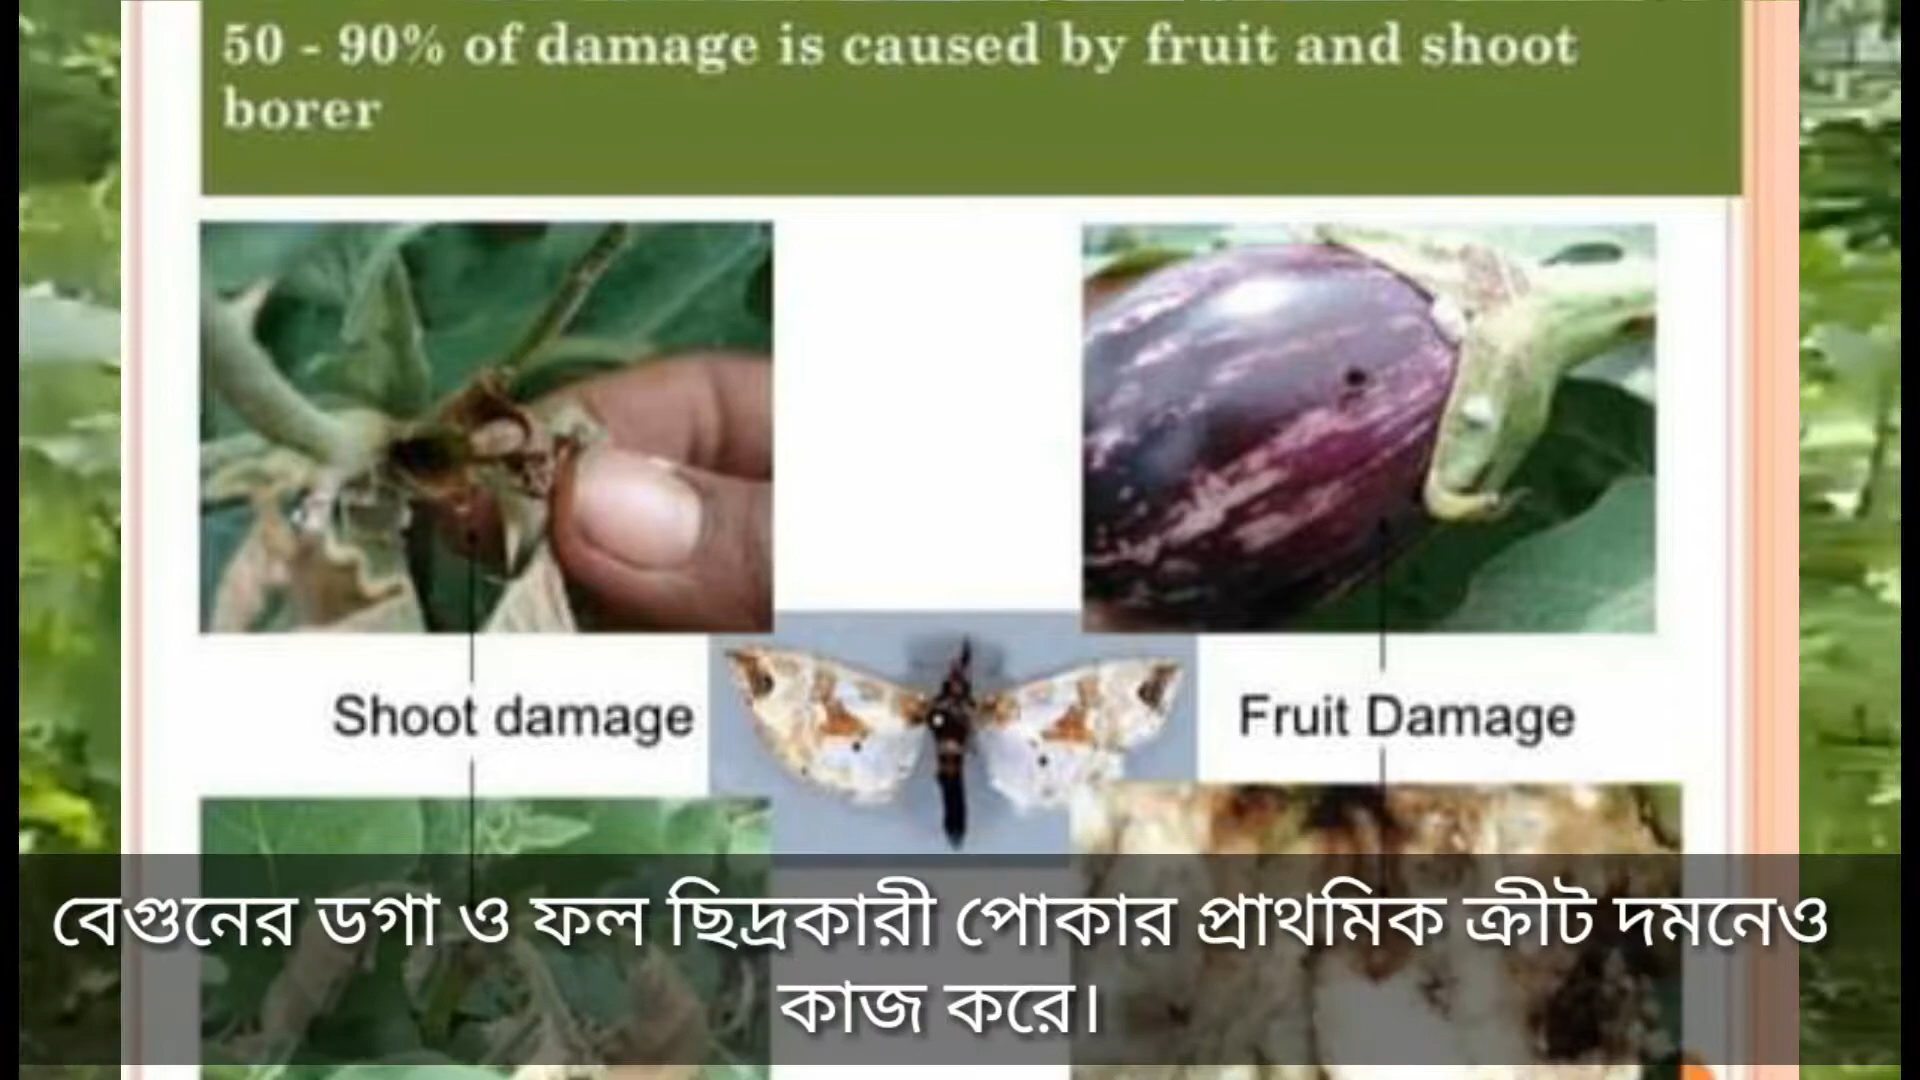 50 - 90% of damage is caused by fruit and shoot
borer
Shoot damage
Fruit Damage
বেগুনের ডগা ও ফল ছিদ্রকারী পোকার প্রাথমিক ক্রীট দমনেও
কাজ করে।